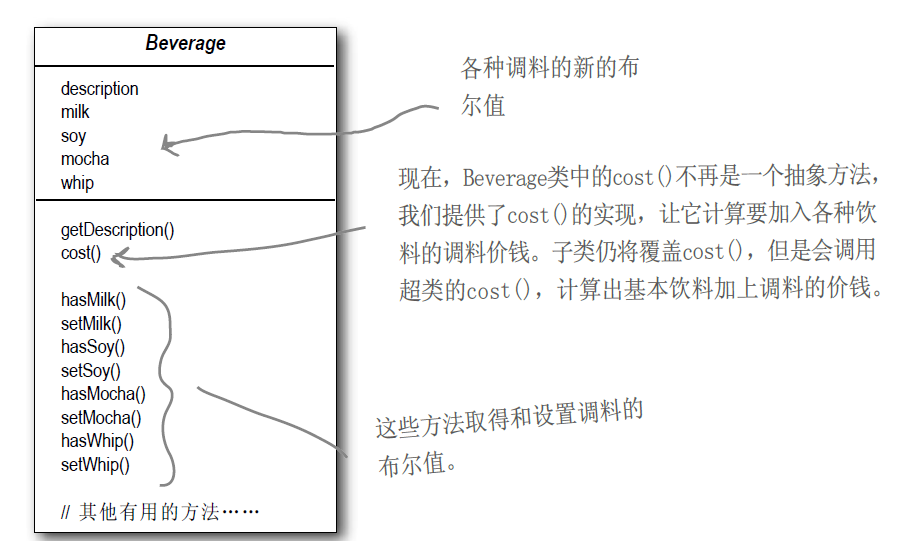 Beverage
description
milk
soy
mocha
whip
getDescription()
cost()
hasMilk()
setMilk()
hasSoy()
setSoy()
hasMocha()
setMocha()
hasWhip()
setWhip()
// 其他有用的方法……
各种调料的新的布
尔值
现在，Beverage类中的cost()不再是一个抽象方法，
我们提供了cost()的实现，让它计算要加入各种饮
料的调料价钱。子类仍将覆盖cost()，但是会调用
超类的cost()，计算出基本饮料加上调料的价钱。
这些方法取得和设置调料的
布尔值。